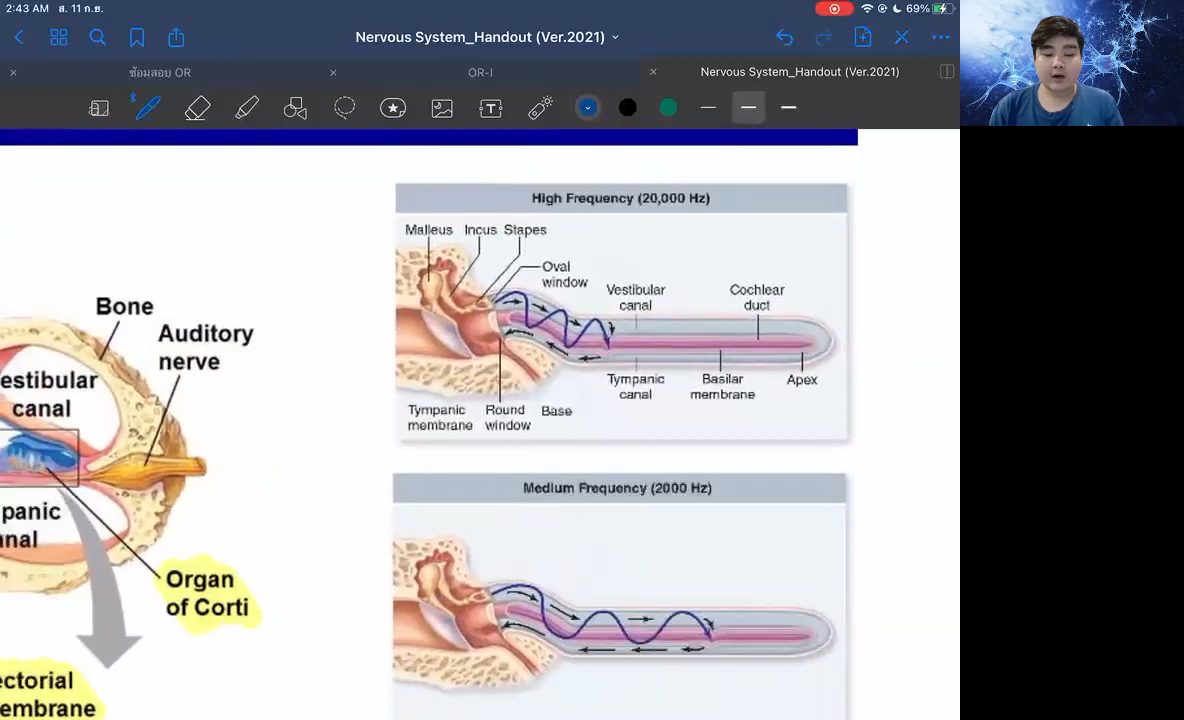 2:43 AM ส. 11 ก.ย.
69%
Nervous System_Handout (Ver.2021)
ซ้อมสอบ OR
OR-I
Nervous System_Handout (Ver.2021)
T
High Frequency (20,000 Hz)
Malleus Incus Stapes
Oval
window
Vestibular
canal
Cochlear
duct
Tympanic
canal
Basilar
membrane
Apex
Tympanic
membrane
Round
window
Base
Bone
Auditory
nerve
estibular
canal
panic
nal
Organ
of Corti
ectorial
embrane
Medium Frequency (2000 Hz)